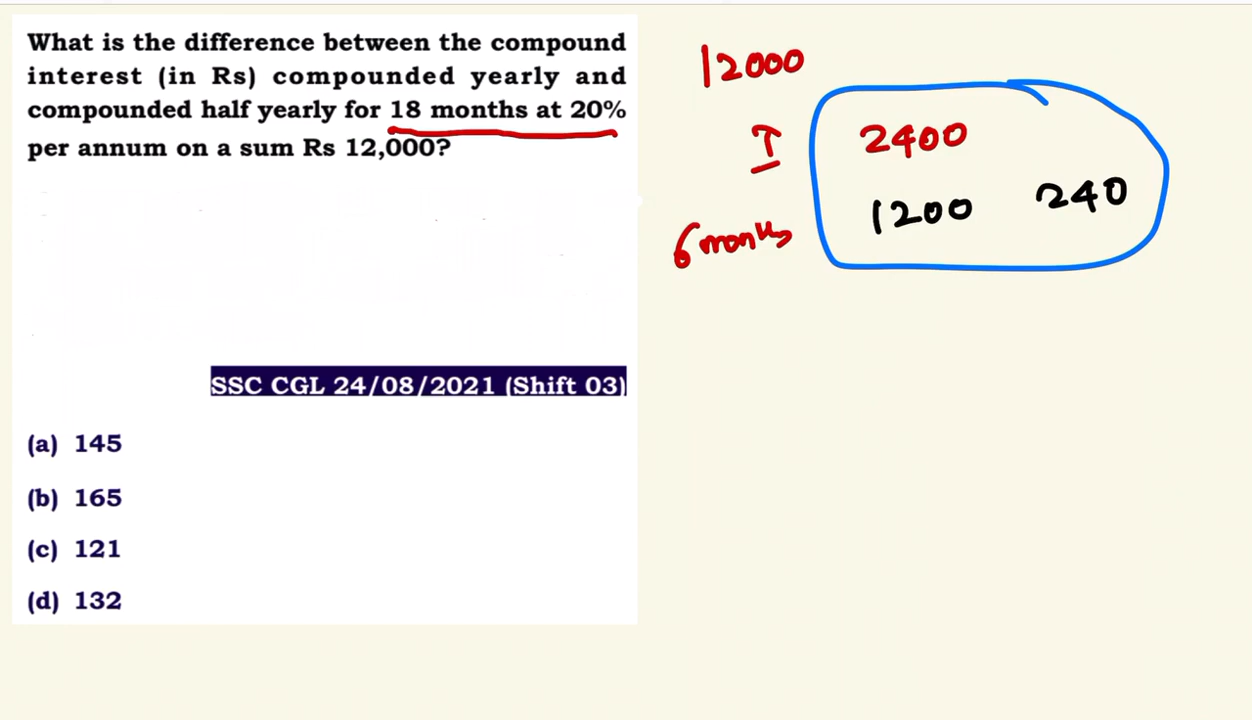 What is the difference between the compound
interest (in Rs) compounded yearly and
compounded half yearly for 18 months at 20%
per annum on a sum Rs 12,000?
SSC CGL 24/08/2021 (Shift 03)
(a) 145
(b) 165
(c) 121
(d) 132
12000
I 2400
6 months 1200 240